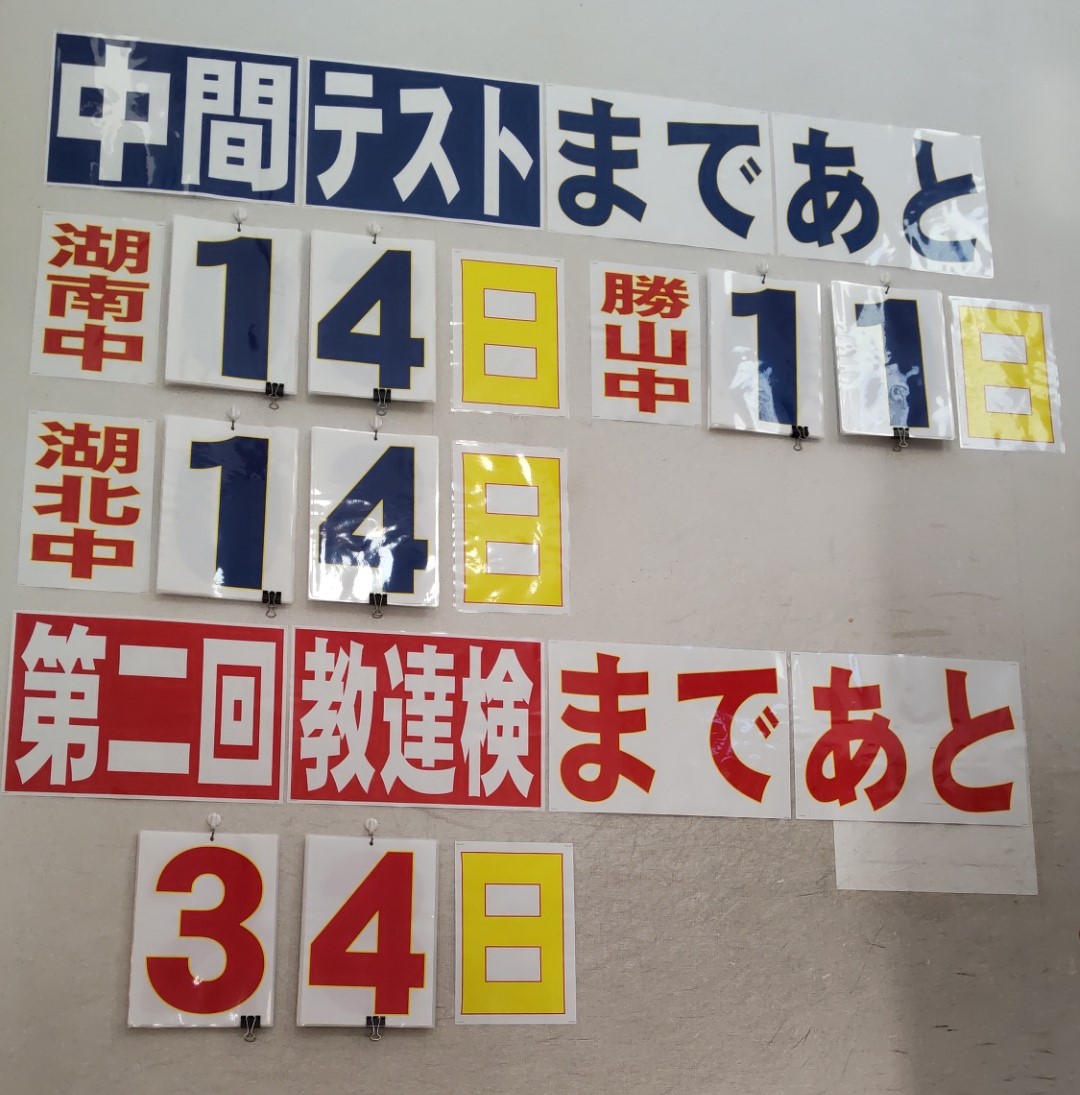 中間テストまであと
湖南中 14日 勝山中 11日
湖北中 14日
第二回教達検まであと
34日